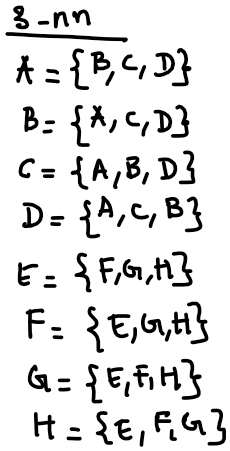 3-nn
A = {B, C, D}
B = {A, C, D}
C = {A, B, D}
D = {A, C, B}
E = {F, G, H}
F = {E, G, H}
G = {E, F, H}
H = {E, F, G}